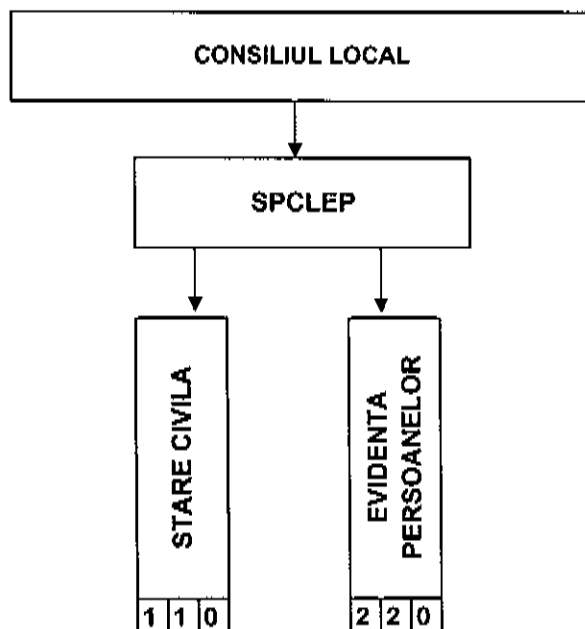 CONSILIUL LOCAL
SPCLEP
STARE CIVILA
EVIDENTA
PERSOANELOR
1 1 0
2 2 0